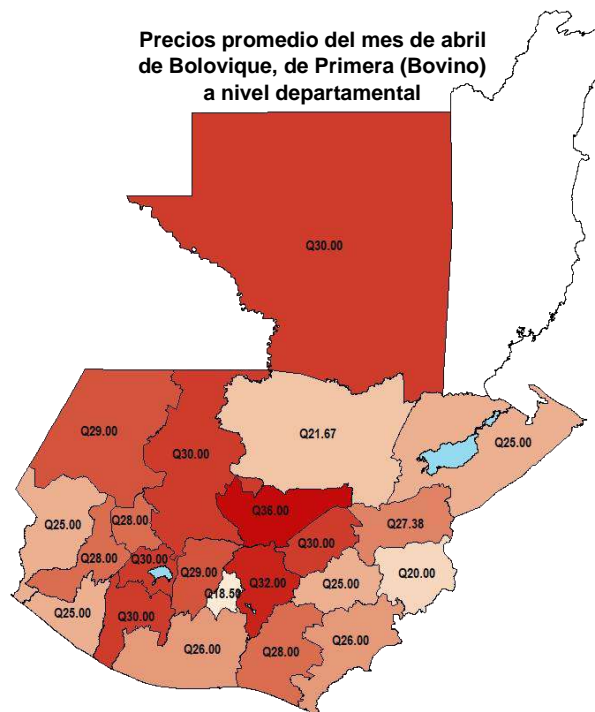 Precios promedio del mes de abril
de Bolovique, de Primera (Bovino)
a nivel departamental
Q30.00
Q29.00
Q30.00
Q21.67
Q25.00
Q25.00
Q28.00
Q36.00
Q27.38
Q28.00
Q30.00
Q29.00
Q30.00
Q32.00
Q25.00
Q20.00
Q18.50
Q25.00
Q30.00
Q26.00
Q28.00
Q26.00